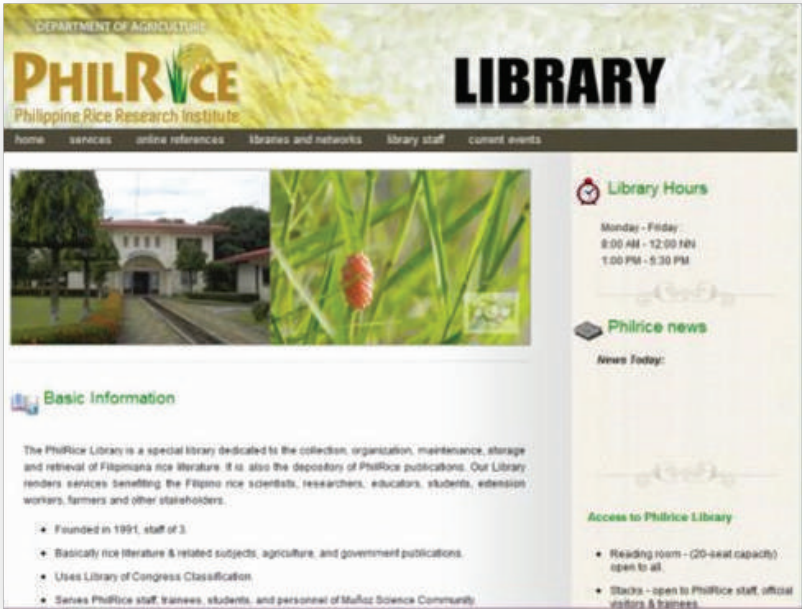 DEPARTMENT OF AGRICULTURE
PHILRICE
Philippine Rice Research Institute
LIBRARY
home services online references libraries and networks library staff current events
Basic Information
The PhilRice Library is a special library dedicated to the collection, organization, maintenance, storage
and retrieval of Filipiniana rice literature. It is also the depository of PhilRice publications. Our Library
renders services benefiting the Filipino rice scientists, researchers, educators, students, extension
workers, farmers and other stakeholders.
• Founded in 1991, staff of 3.
• Basically rice literature & related subjects, agriculture, and government publications.
• Uses Library of Congress Classification.
• Serves PhilRice staff, trainees, students, and personnel of Muñoz Science Community
Library Hours
Monday - Friday:
8:00 AM - 12:00 NN
1:00 PM - 5:30 PM
Philrice news
News Today:
Access to Philrice Library
• Reading room - (20-seat capacity)
open to all.
• Stacks - open to PhilRice staff, official
visitors & trainees